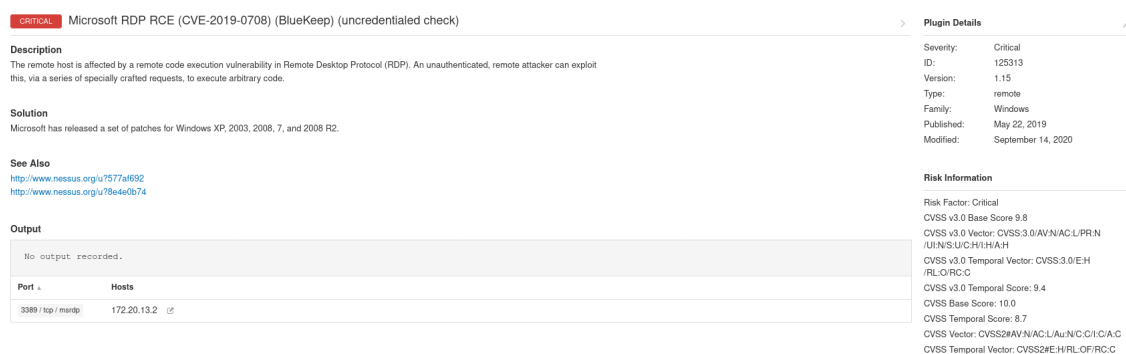 CRITICAL Microsoft RDP RCE (CVE-2019-0708) (BlueKeep) (uncredentialed check)
Description
The remote host is affected by a remote code execution vulnerability in Remote Desktop Protocol (RDP). An unauthenticated, remote attacker can exploit
this, via a series of specially crafted requests, to execute arbitrary code.
Solution
Microsoft has released a set of patches for Windows XP, 2003, 2008, 7, and 2008 R2.
See Also
http://www.nessus.org/u?577af692
http://www.nessus.org/u?8e4e0b74
Output
No output recorded.
Port Hosts
3389 / tcp / msrdp 172.20.13.2
Plugin Details
Severity: Critical
ID: 125313
Version: 1.15
Type: remote
Family: Windows
Published: May 22, 2019
Modified: September 14, 2020
Risk Information
Risk Factor: Critical
CVSS v3.0 Base Score 9.8
CVSS v3.0 Vector: CVSS:3.0/AV:N/AC:L/PR:N
/UI:N/S:U/C:H/I:H/A:H
CVSS v3.0 Temporal Vector: CVSS:3.0/E:H
/RL:O/RC:C
CVSS v3.0 Temporal Score: 9.4
CVSS Base Score: 10.0
CVSS Temporal Score: 8.7
CVSS Vector: CVSS2#AV:N/AC:L/Au:N/C:C/I:C/A:C
CVSS Temporal Vector: CVSS2#E:H/RL:OF/RC:C